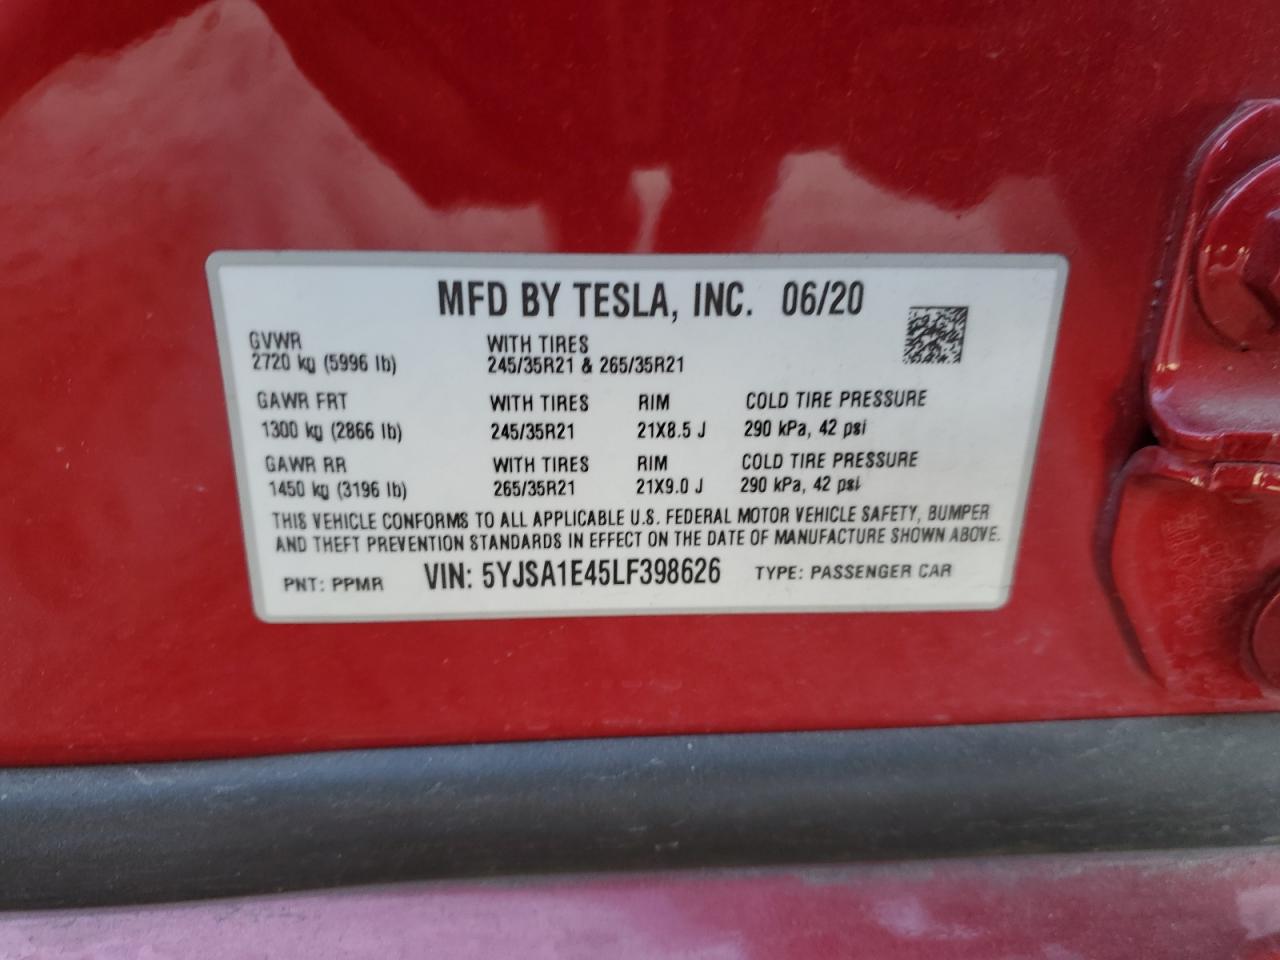 MFD BY TESLA, INC. 06/20
GVWR WITH TIRES
2720 kg (5996 lb) 245/35R21 & 265/35R21
GAWR FRT WITH TIRES RIM COLD TIRE PRESSURE
1300 kg (2866 lb) 245/35R21 21X8.5 J 290 kPa, 42 psi
GAWR RR WITH TIRES RIM COLD TIRE PRESSURE
1450 kg (3196 lb) 265/35R21 21X9.0 J 290 kPa, 42 psi
THIS VEHICLE CONFORMS TO ALL APPLICABLE U.S. FEDERAL MOTOR VEHICLE SAFETY, BUMPER
AND THEFT PREVENTION STANDARDS IN EFFECT ON THE DATE OF MANUFACTURE SHOWN ABOVE.
PNT: PPMR VIN: 5YJSA1E45LF398626 TYPE: PASSENGER CAR